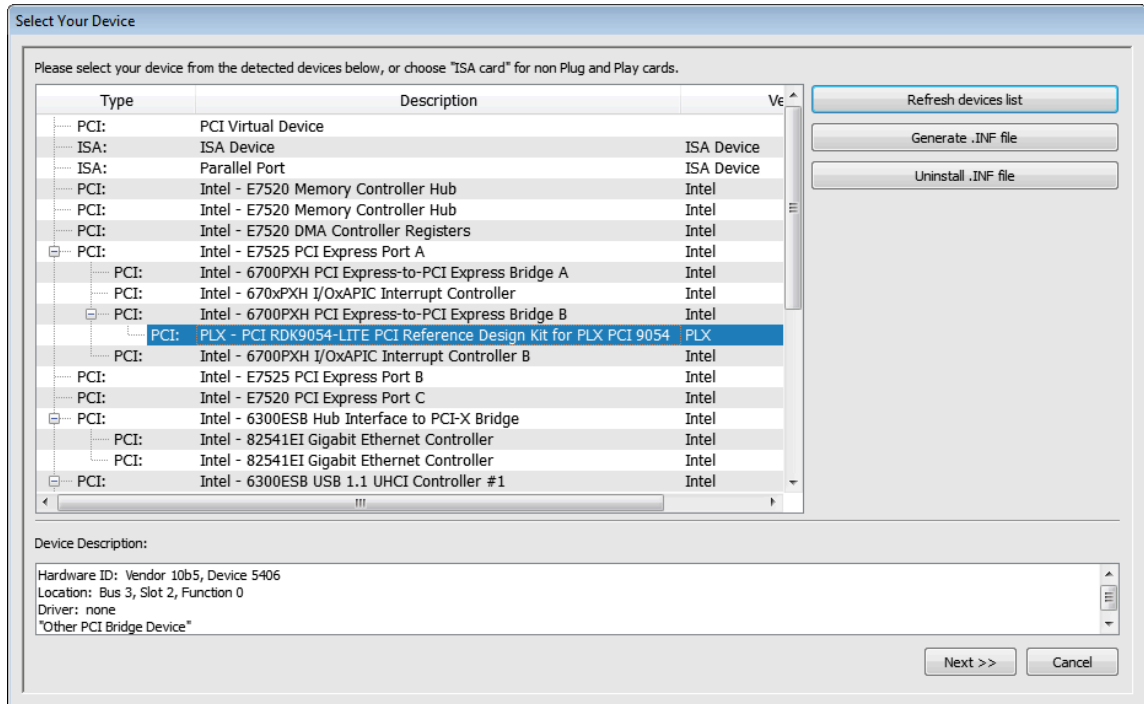 Select Your Device
Please select your device from the detected devices below, or choose "ISA card" for non Plug and Play cards.
Type Description Ve
PCI: PCI Virtual Device
ISA: ISA Device ISA Device
ISA: Parallel Port ISA Device
PCI: Intel - E7520 Memory Controller Hub Intel
PCI: Intel - E7520 Memory Controller Hub Intel
PCI: Intel - E7520 DMA Controller Registers Intel
PCI: Intel - E7525 PCI Express Port A Intel
PCI: Intel - 6700PXH PCI Express-to-PCI Express Bridge A Intel
PCI: Intel - 670xPXH I/OxAPIC Interrupt Controller Intel
PCI: Intel - 6700PXH PCI Express-to-PCI Express Bridge B Intel
PCI: PLX - PCI RDK9054-LITE PCI Reference Design Kit for PLX PCI 9054 PLX
PCI: Intel - 6700PXH I/OxAPIC Interrupt Controller B Intel
PCI: Intel - E7525 PCI Express Port B Intel
PCI: Intel - E7520 PCI Express Port C Intel
PCI: Intel - 6300ESB Hub Interface to PCI-X Bridge Intel
PCI: Intel - 82541EI Gigabit Ethernet Controller Intel
PCI: Intel - 82541EI Gigabit Ethernet Controller Intel
PCI: Intel - 6300ESB USB 1.1 UHCI Controller #1 Intel
Refresh devices list
Generate .INF file
Uninstall .INF file
Device Description:
Hardware ID: Vendor 10b5, Device 5406
Location: Bus 3, Slot 2, Function 0
Driver: none
"Other PCI Bridge Device"
Next >> Cancel